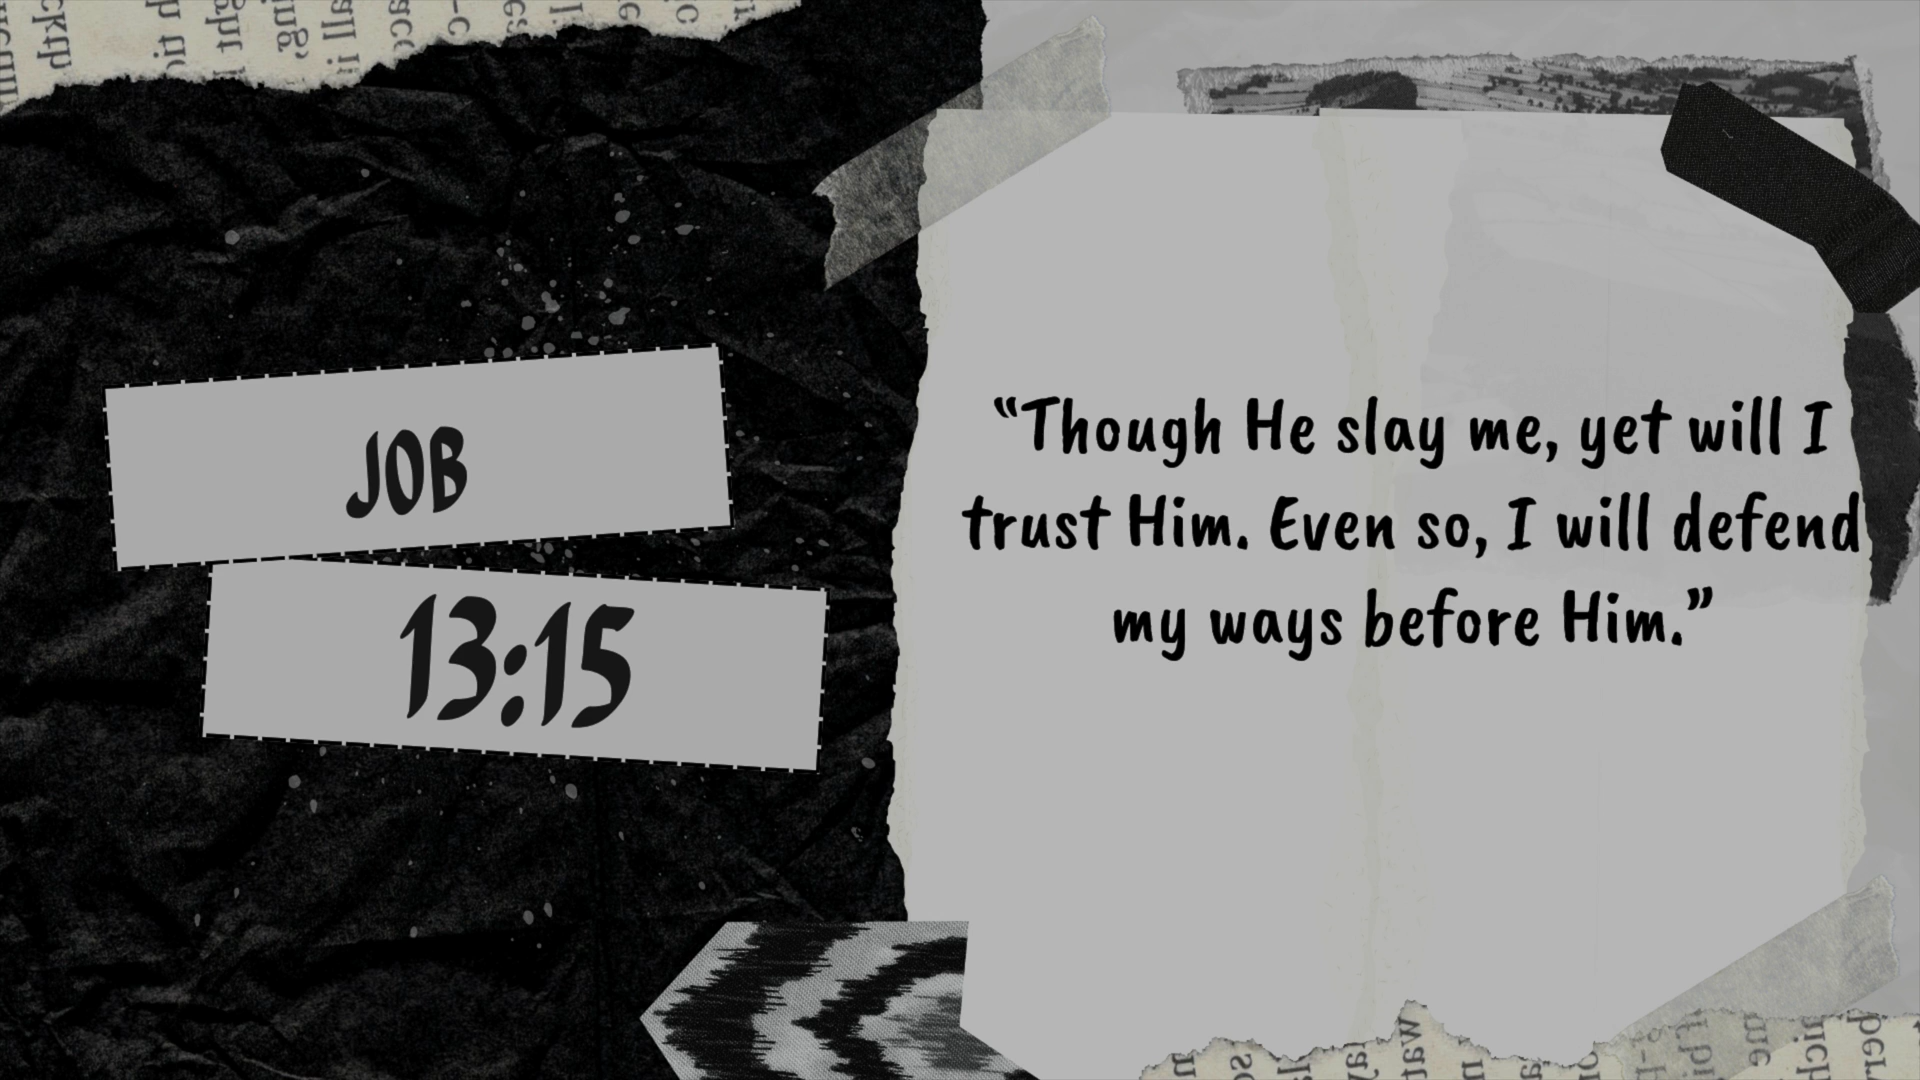 JOB
13:15
“Though He slay me, yet will I
trust Him. Even so, I will defend
my ways before Him.”